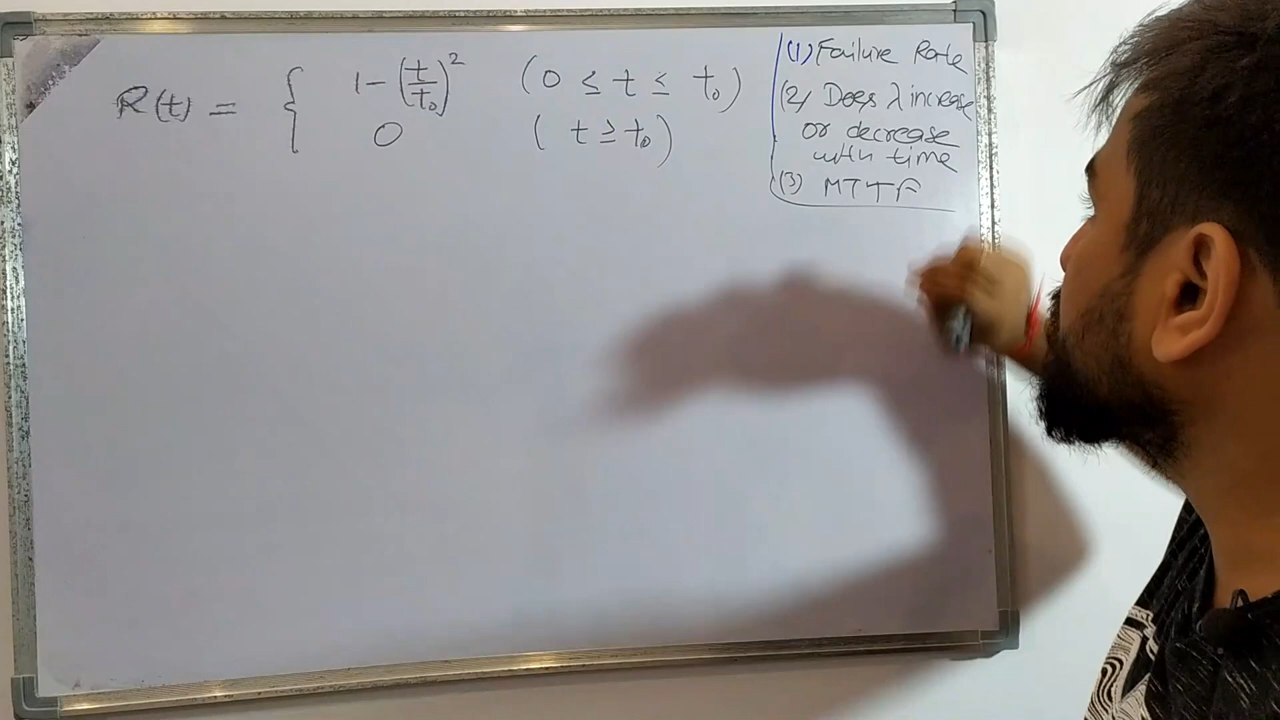 R(t) = { 1 - (t/t₀)² (0 ≤ t ≤ t₀)
0 (t ≥ t₀)
(1) Failure Rate
(2) Does λ increase
or decrease
with time
(3) MTTF